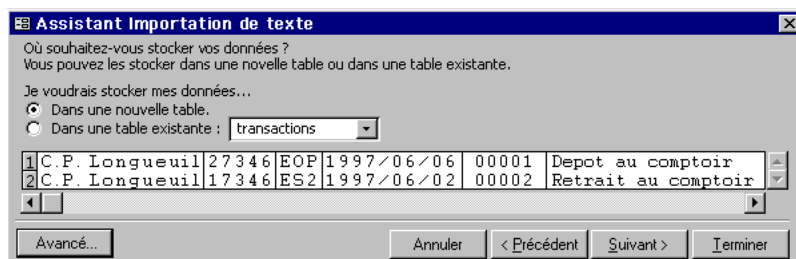 Assistant Importation de texte
Où souhaitez-vous stocker vos données ?
Vous pouvez les stocker dans une novelle table ou dans une table existante.
Je voudrais stocker mes données...
Dans une nouvelle table.
Dans une table existante : transactions
1 C.P. Longueuil 27346 EOP 1997/06/06 00001 Depot au comptoir
2 C.P. Longueuil 17346 ES2 1997/06/02 00002 Retrait au comptoir
Avancé... Annuler < Précédent Suivant > Terminer